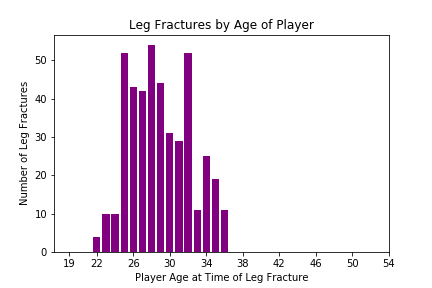 Leg Fractures by Age of Player
Number of Leg Fractures
50
40
30
20
10
0
19 22 26 30 34 38 42 46 50 54
Player Age at Time of Leg Fracture